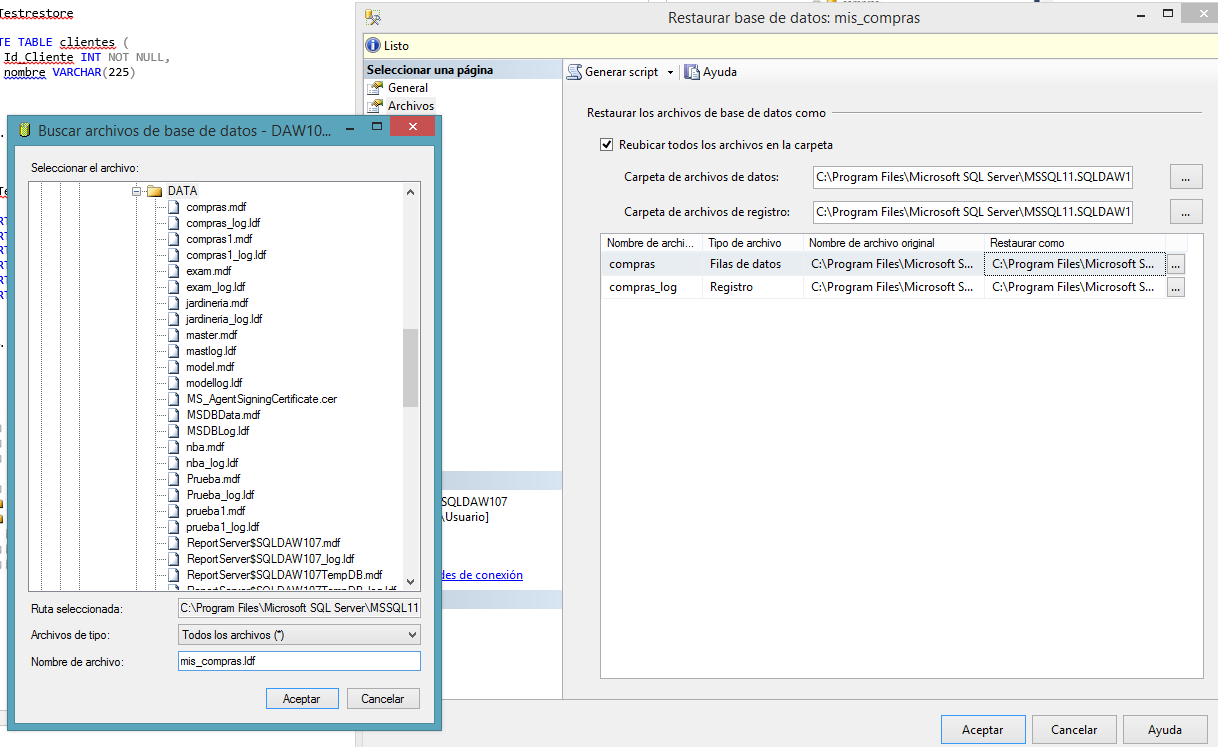 Testrestore
TE TABLE clientes (
Id_Cliente INT NOT NULL,
nombre VARCHAR(225)
Restaurar base de datos: mis_compras
Listo
Seleccionar una página
General
Archivos
Generar script
Ayuda
Restaurar los archivos de base de datos como
Reubicar todos los archivos en la carpeta
Carpeta de archivos de datos:
C:\Program Files\Microsoft SQL Server\MSSQL11.SQLDAW1
...
Carpeta de archivos de registro:
C:\Program Files\Microsoft SQL Server\MSSQL11.SQLDAW1
...
Nombre de archi... Tipo de archivo Nombre de archivo original Restaurar como
compras Filas de datos C:\Program Files\Microsoft S... C:\Program Files\Microsoft S... ...
compras_log Registro C:\Program Files\Microsoft S... C:\Program Files\Microsoft S... ...
SQLDAW107
\Usuario]
des de conexión
Aceptar Cancelar Ayuda
Buscar archivos de base de datos - DAW10...
Seleccionar el archivo:
DATA
compras.mdf
compras_log.ldf
compras1.mdf
compras1_log.ldf
exam.mdf
exam_log.ldf
jardineria.mdf
jardineria_log.ldf
master.mdf
mastlog.ldf
model.mdf
modellog.ldf
MS_AgentSigningCertificate.cer
MSDBData.mdf
MSDBLog.ldf
nba.mdf
nba_log.ldf
Prueba.mdf
Prueba_log.ldf
prueba1.mdf
prueba1_log.ldf
ReportServer$SQLDAW107.mdf
ReportServer$SQLDAW107_log.ldf
ReportServer$SQLDAW107TempDB.mdf
ReportServer$SQLDAW107TempDB_log.ldf
Ruta seleccionada: C:\Program Files\Microsoft SQL Server\MSSQL11
Archivos de tipo: Todos los archivos (*)
Nombre de archivo: mis_compras.ldf
Aceptar Cancelar